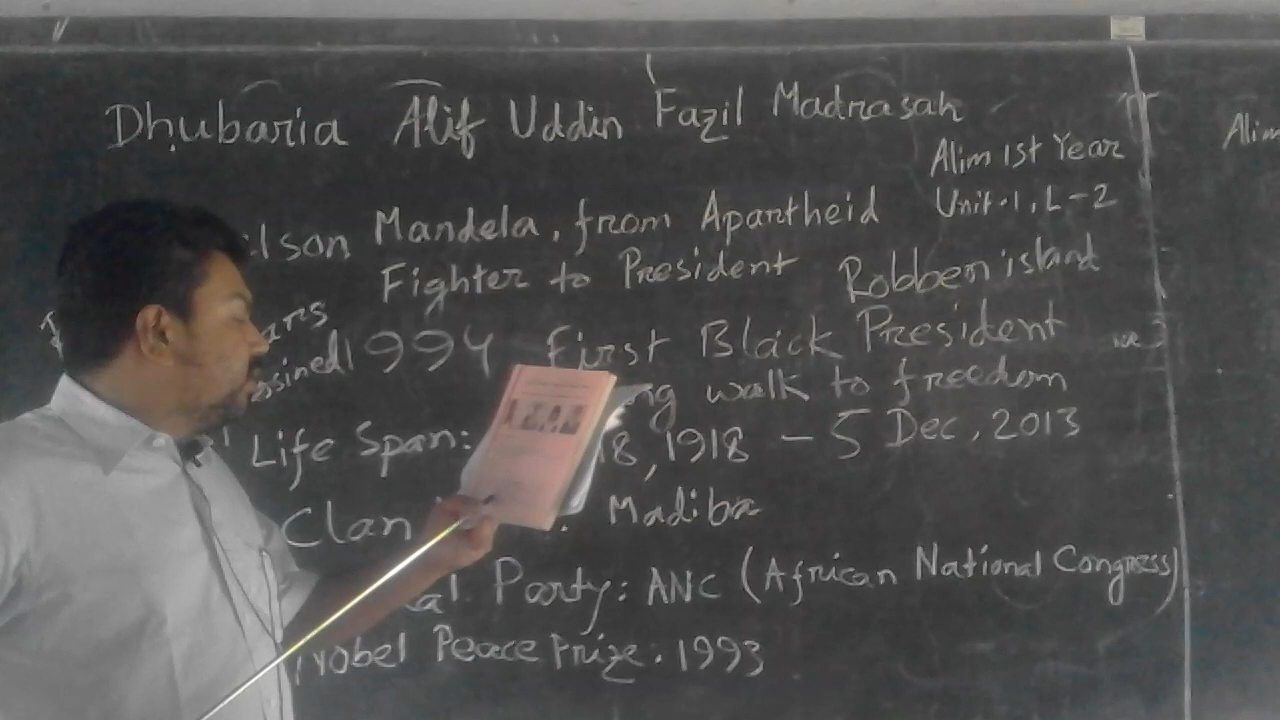 Dhubaria Alif Uddin Fazil Madrasah
Alim
Alim 1st Year
Unit-1, L-2
lson Mandela, from Apartheid
Fighter to President
Robben island
ars
1994 First Black President
ng walk to freedom
Life Span: 18, 1918 - 5 Dec, 2013
Clan Madiba
al Party: ANC (African National Congress)
Nobel Peace Prize: 1993